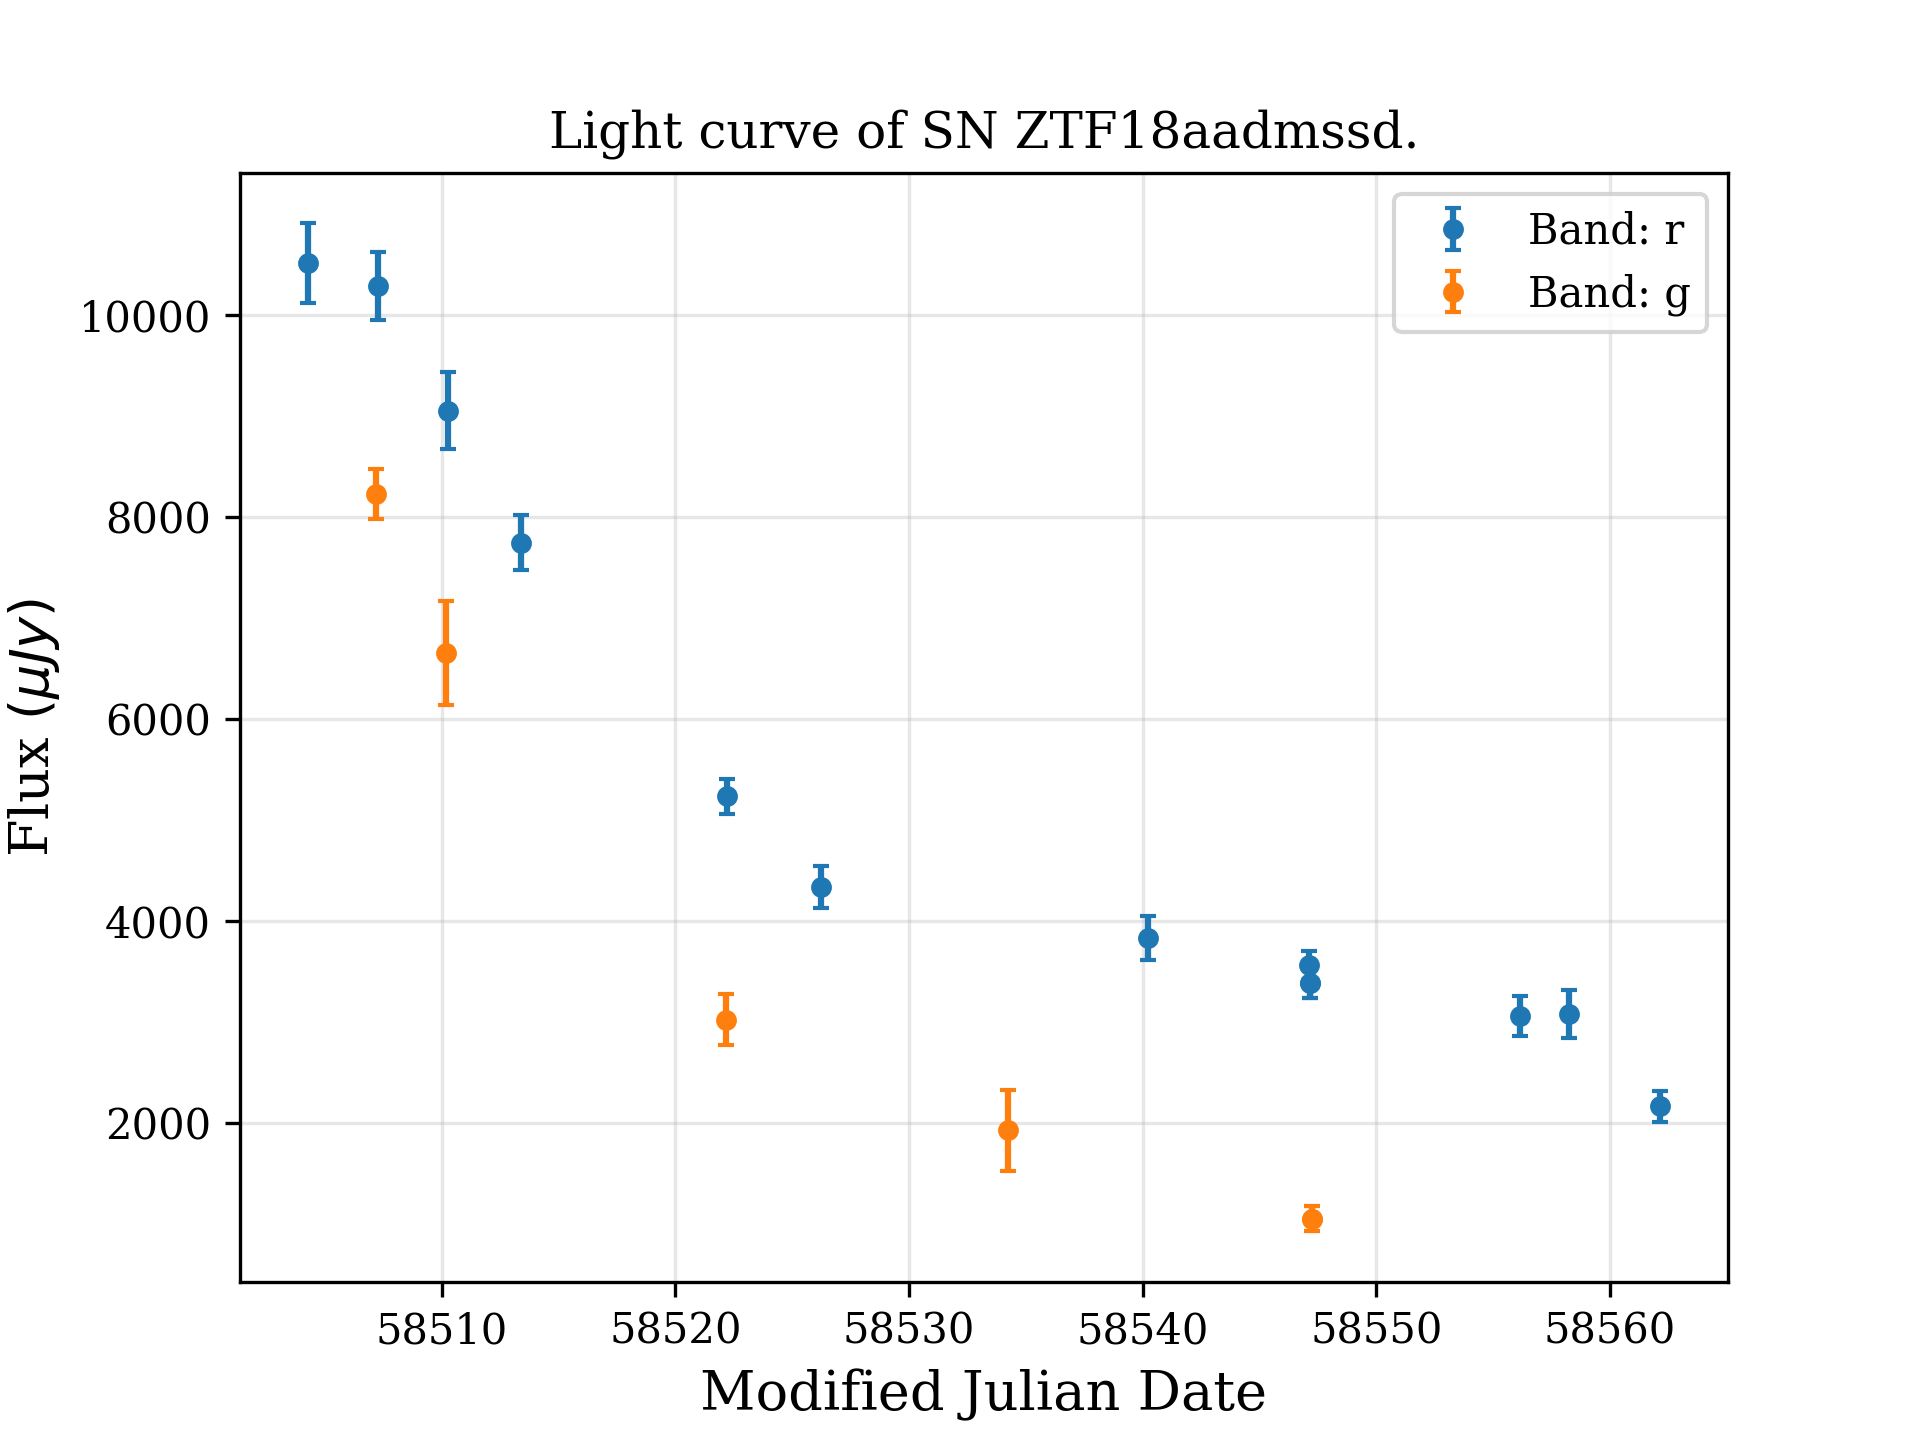 Light curve of SN ZTF18aadmssd.
Band: r
Band: g
10000
8000
6000
4000
2000
Flux (μJy)
58510 58520 58530 58540 58550 58560
Modified Julian Date